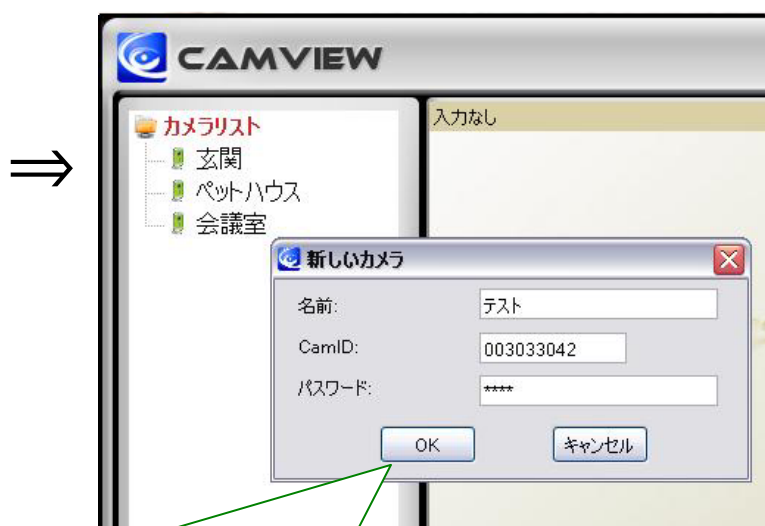 ⇒
CAMVIEW
カメラリスト
玄関
ペットハウス
会議室
入力なし
新しいカメラ
名前:
テスト
CamID:
003033042
パスワード:
****
OK
キャンセル